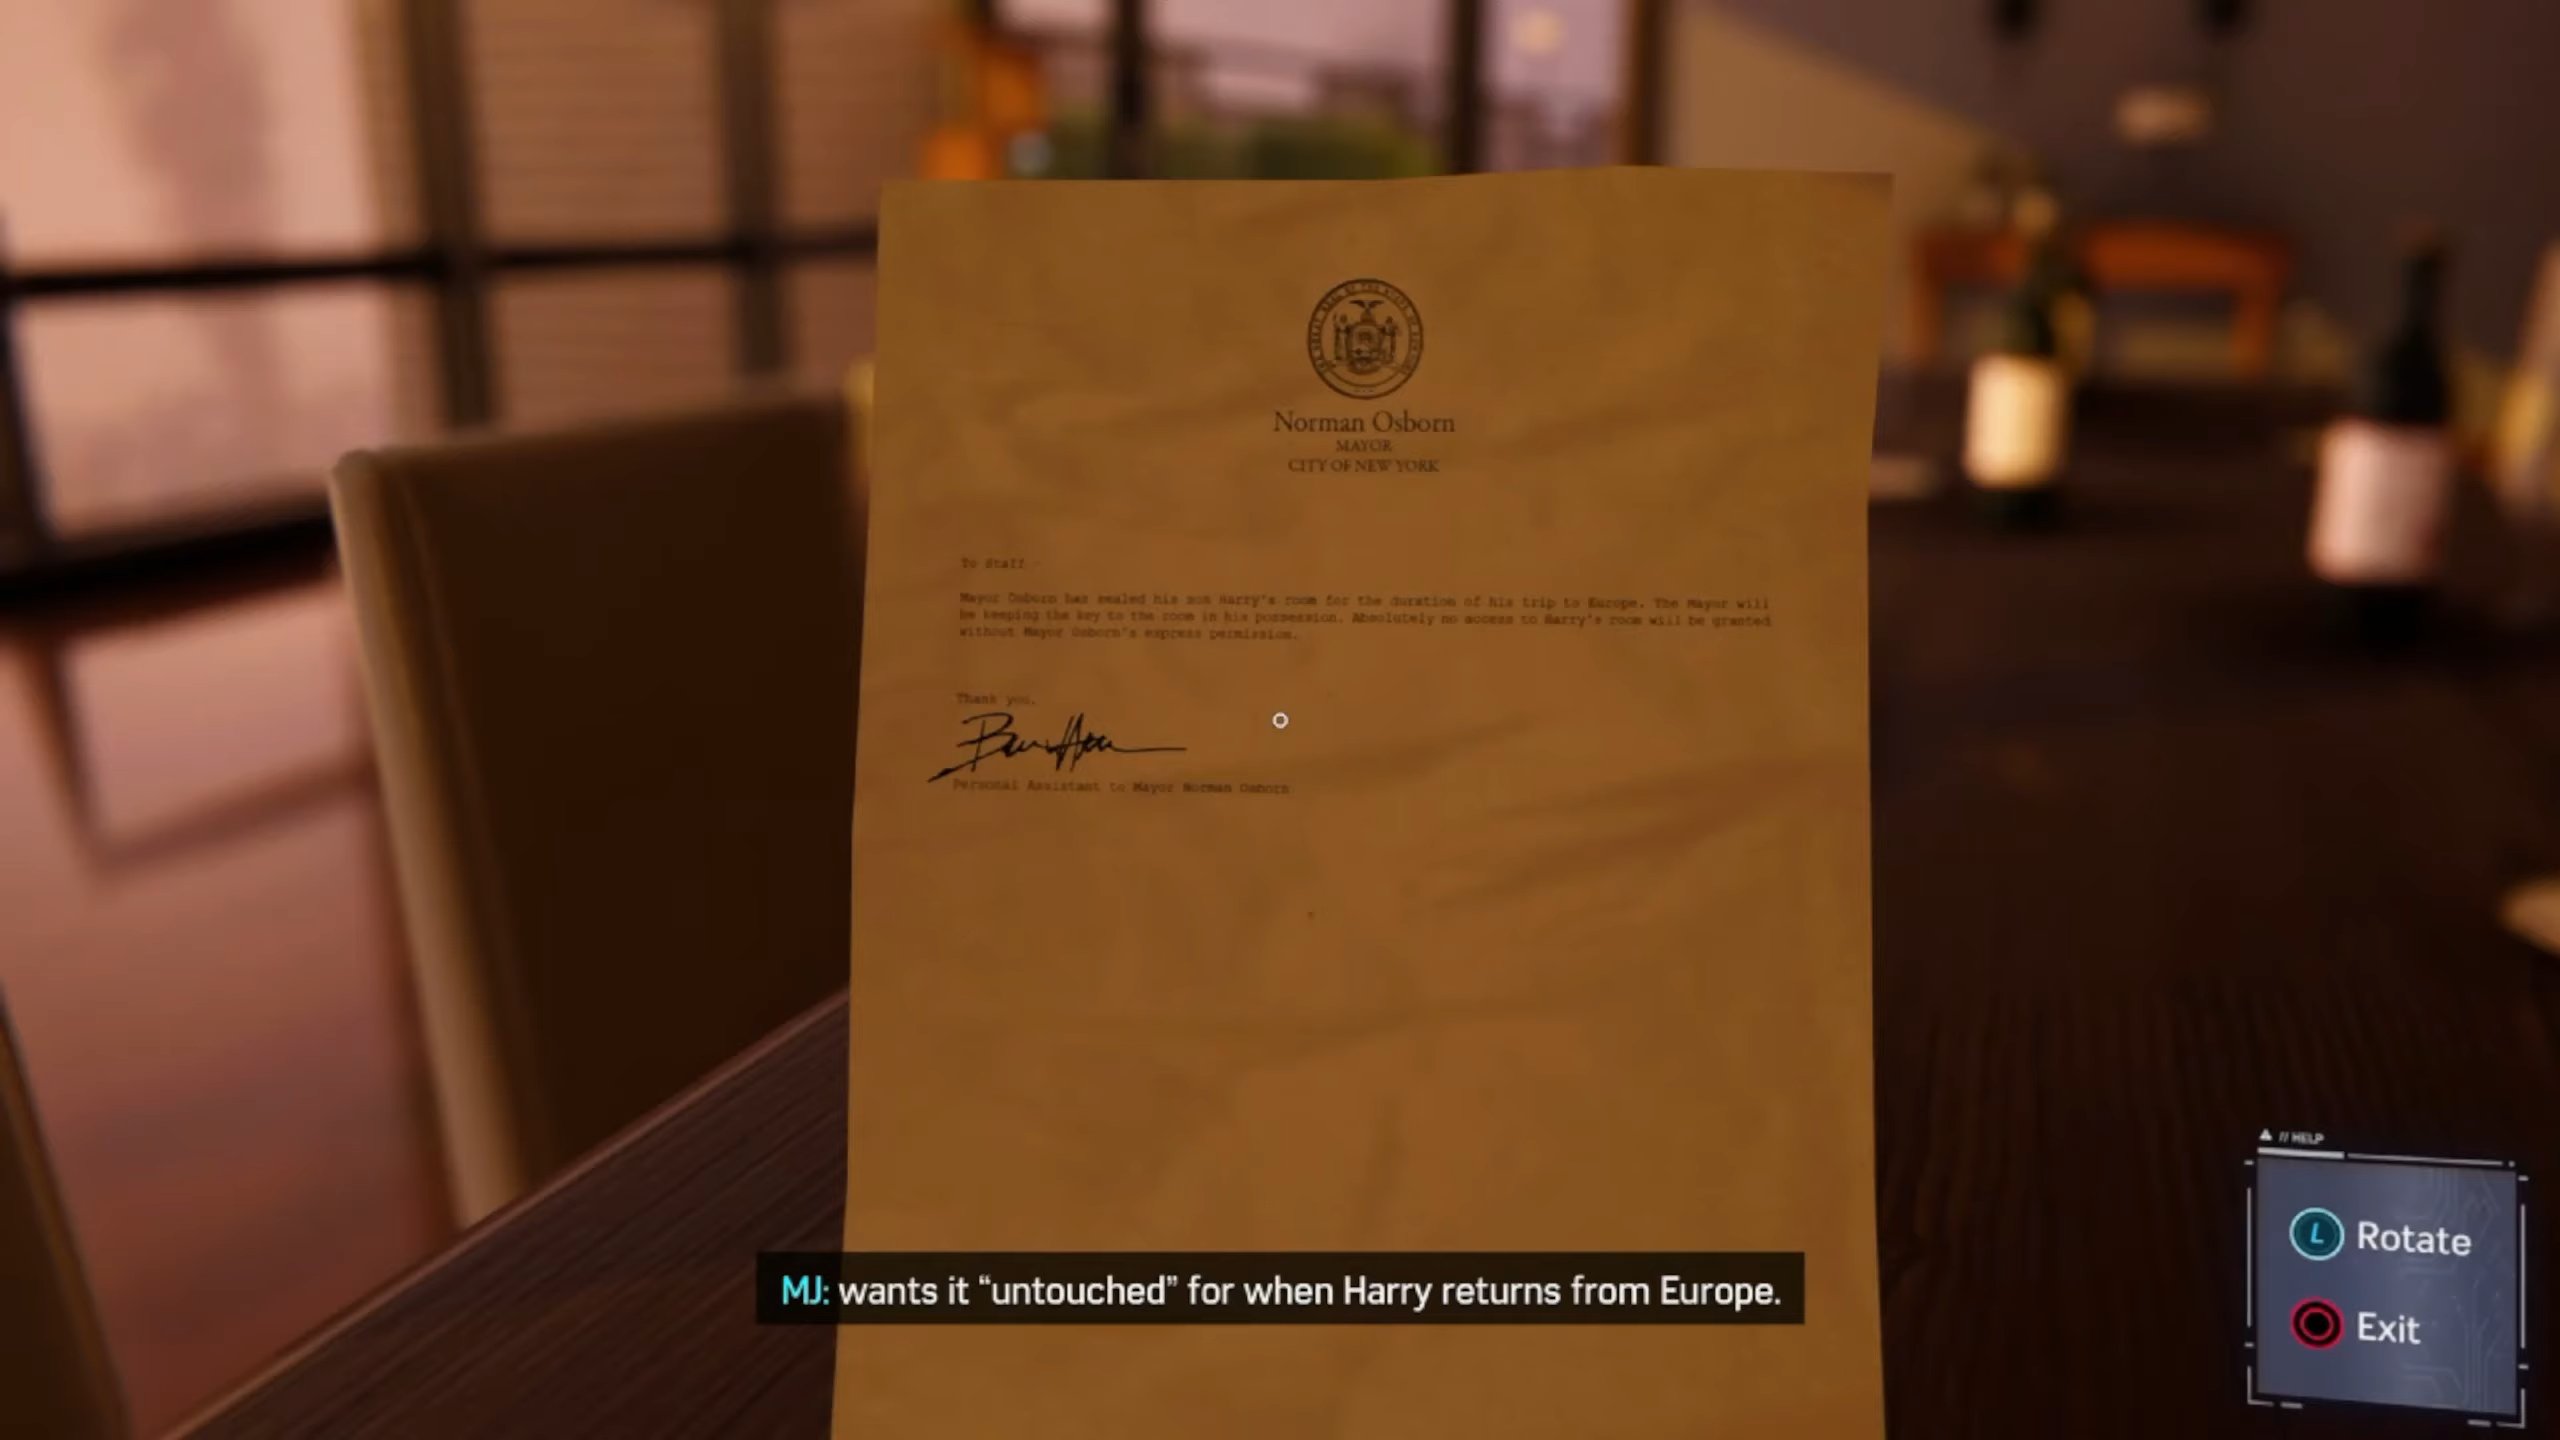 Norman Osborn
MAYOR
CITY OF NEW YORK
To Staff -
Mayor Osborn has sealed his son Harry's room for the duration of his trip to Europe. The Mayor will
be keeping the key to the room in his possession. Absolutely no access to Harry's room will be granted
without Mayor Osborn's express permission.
Thank you,
Personal Assistant to Mayor Norman Osborn
MJ: wants it “untouched” for when Harry returns from Europe.
// HELP
L Rotate
Exit